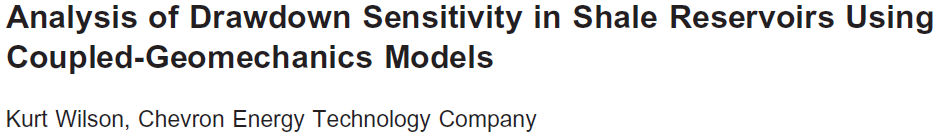 Analysis of Drawdown Sensitivity in Shale Reservoirs Using
Coupled-Geomechanics Models
Kurt Wilson, Chevron Energy Technology Company